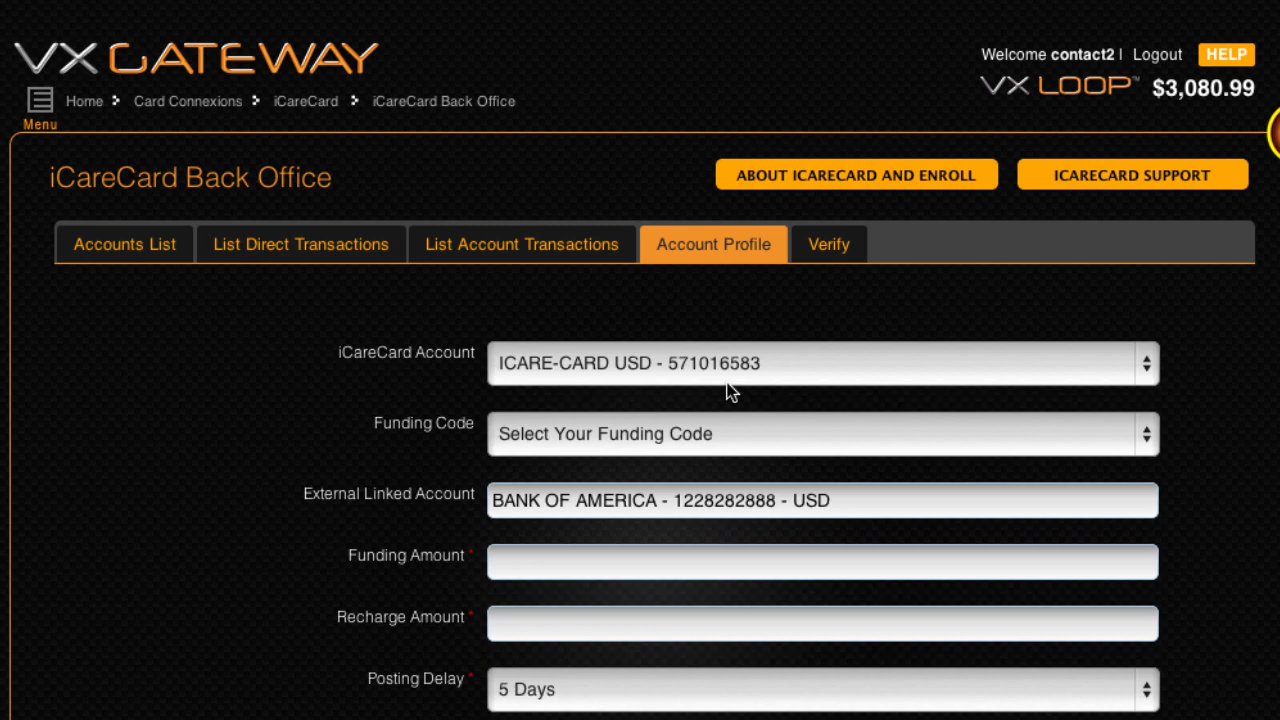 VX GATEWAY
Welcome contact2 | Logout HELP
VX LOOP™ $3,080.99
Menu
Home > Card Connexions > iCareCard > iCareCard Back Office
iCareCard Back Office
ABOUT ICARECARD AND ENROLL
ICARECARD SUPPORT
Accounts List
List Direct Transactions
List Account Transactions
Account Profile
Verify
iCareCard Account
ICARE-CARD USD - 571016583
Funding Code
Select Your Funding Code
External Linked Account
BANK OF AMERICA - 1228282888 - USD
Funding Amount *
Recharge Amount *
Posting Delay *
5 Days